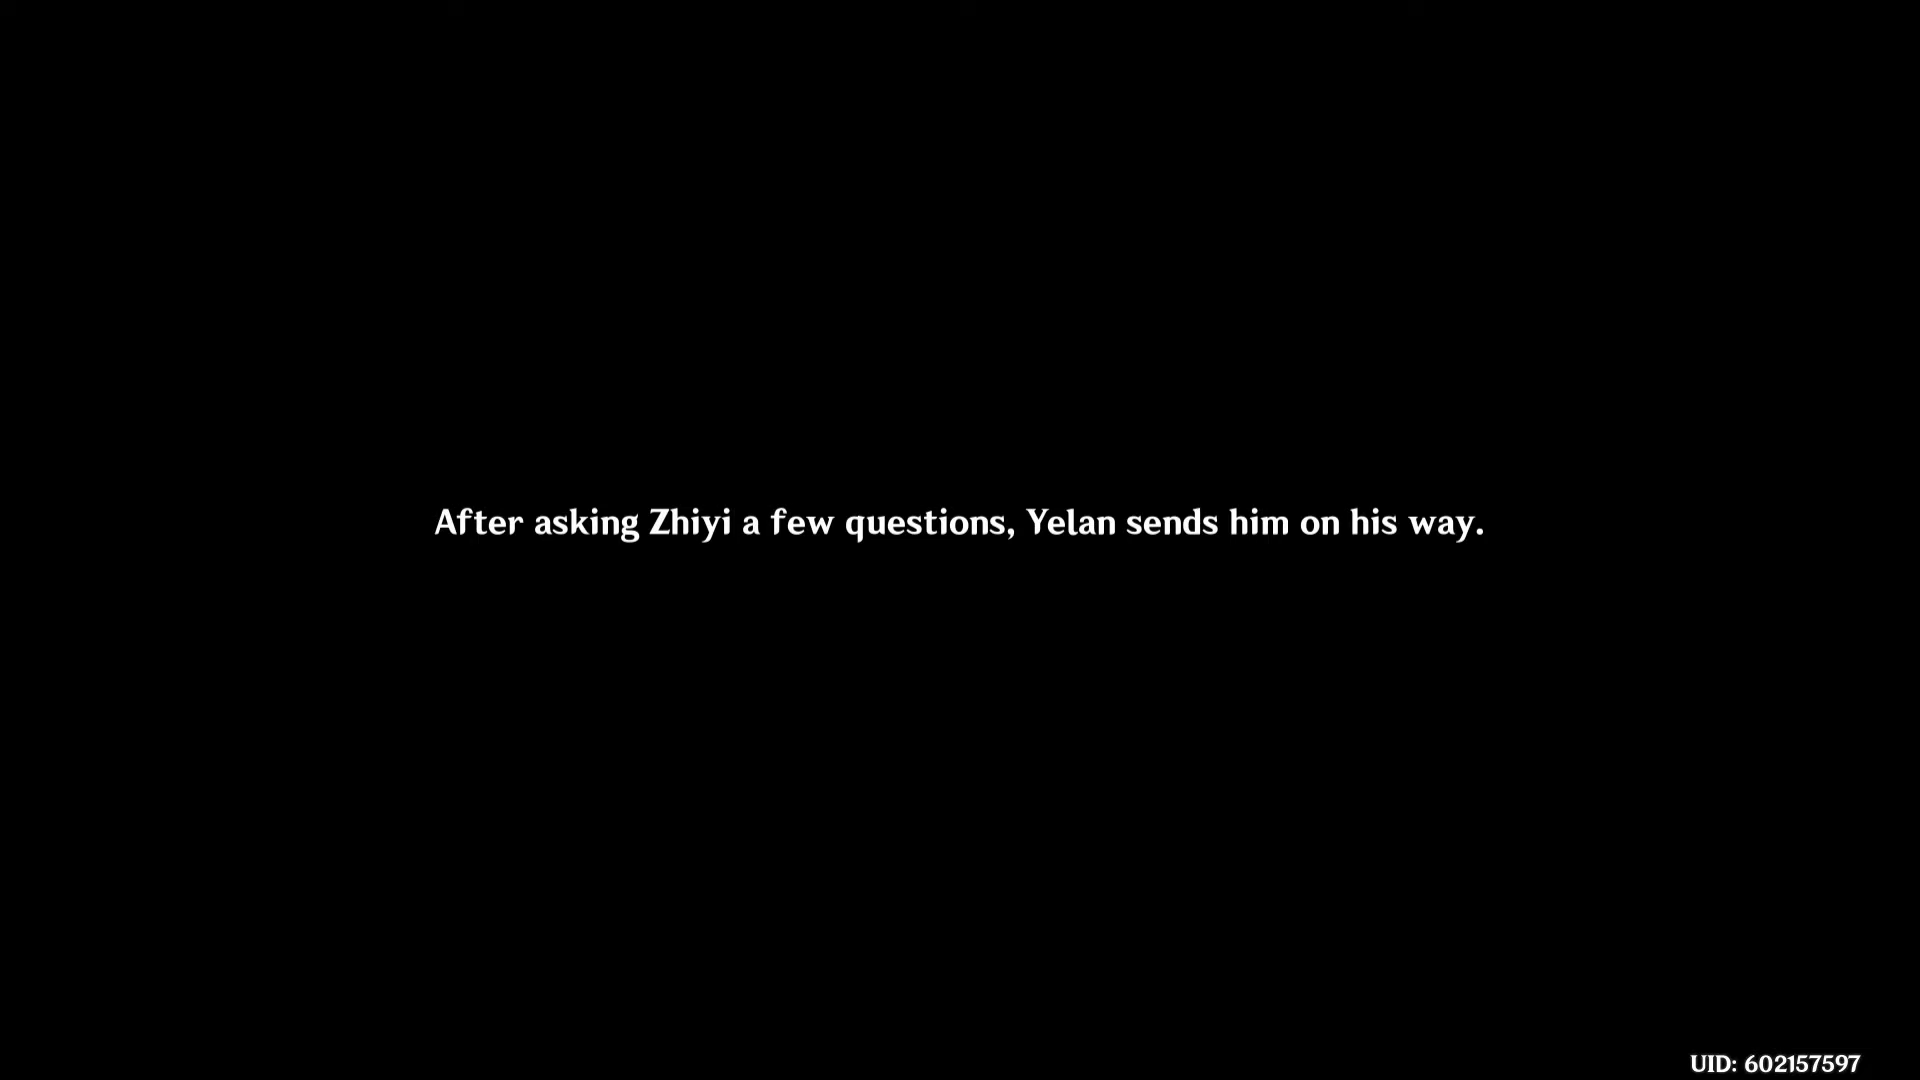 After asking Zhiyi a few questions, Yelan sends him on his way.
UID: 602157597